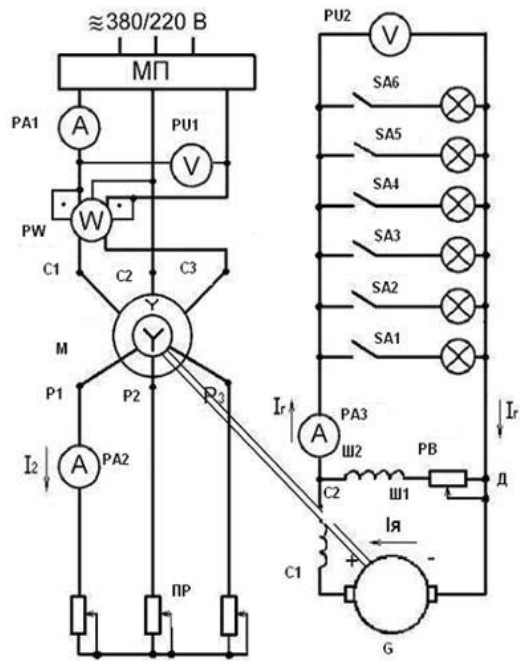 ≈380/220 В
МП
PA1
A
PU1
V
PW
W
C1
C2
C3
Y
Y
М
P1
P2
P3
I2
A
PA2
ПР
PU2
V
SA6
SA5
SA4
SA3
SA2
SA1
Iг
A
PA3
Iг
Ш2
РВ
C2
Ш1
Д
Iя
C1
+
-
G